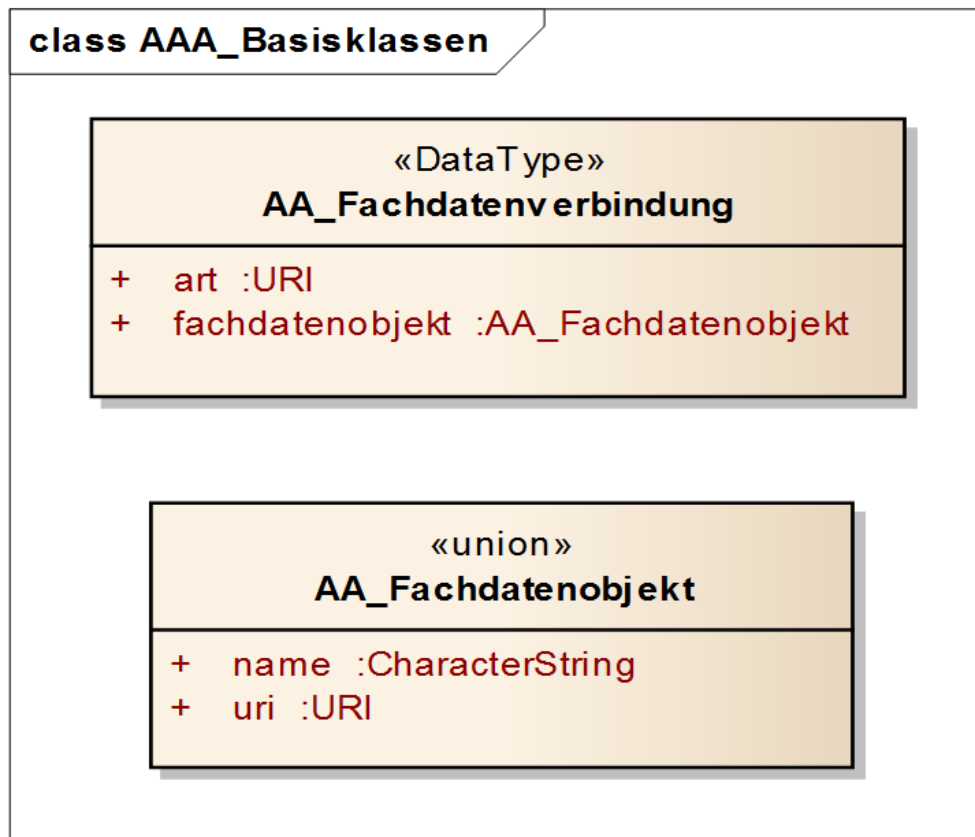 class AAA_Basisklassen
«DataType»
AA_Fachdatenverbindung
+ art :URI
+ fachdatenobjekt :AA_Fachdatenobjekt
«union»
AA_Fachdatenobjekt
+ name :CharacterString
+ uri :URI